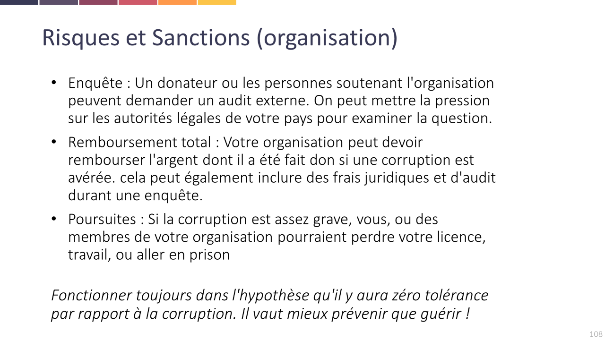 Risques et Sanctions (organisation)
• Enquête : Un donateur ou les personnes soutenant l'organisation
peuvent demander un audit externe. On peut mettre la pression
sur les autorités légales de votre pays pour examiner la question.
• Remboursement total : Votre organisation peut devoir
rembourser l'argent dont il a été fait don si une corruption est
avérée. cela peut également inclure des frais juridiques et d'audit
durant une enquête.
• Poursuites : Si la corruption est assez grave, vous, ou des
membres de votre organisation pourraient perdre votre licence,
travail, ou aller en prison
Fonctionner toujours dans l'hypothèse qu'il y aura zéro tolérance
par rapport à la corruption. Il vaut mieux prévenir que guérir !
108